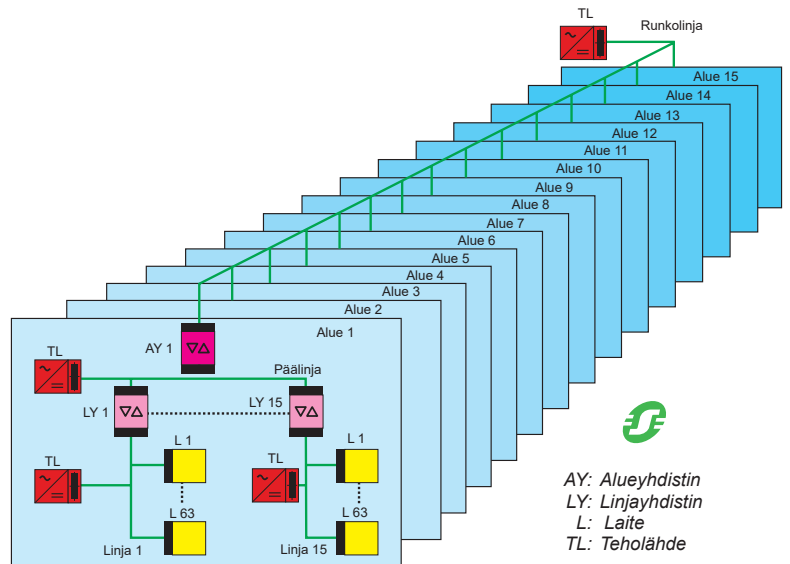 TL
Runkolinja
Alue 15
Alue 14
Alue 13
Alue 12
Alue 11
Alue 10
Alue 9
Alue 8
Alue 7
Alue 6
Alue 5
Alue 4
Alue 3
Alue 2
Alue 1
AY 1
TL
Päälinja
LY 1
LY 15
L 1
L 1
TL
TL
L 63
L 63
Linja 1
Linja 15
AY: Alueyhdistin
LY: Linjayhdistin
L: Laite
TL: Teholähde